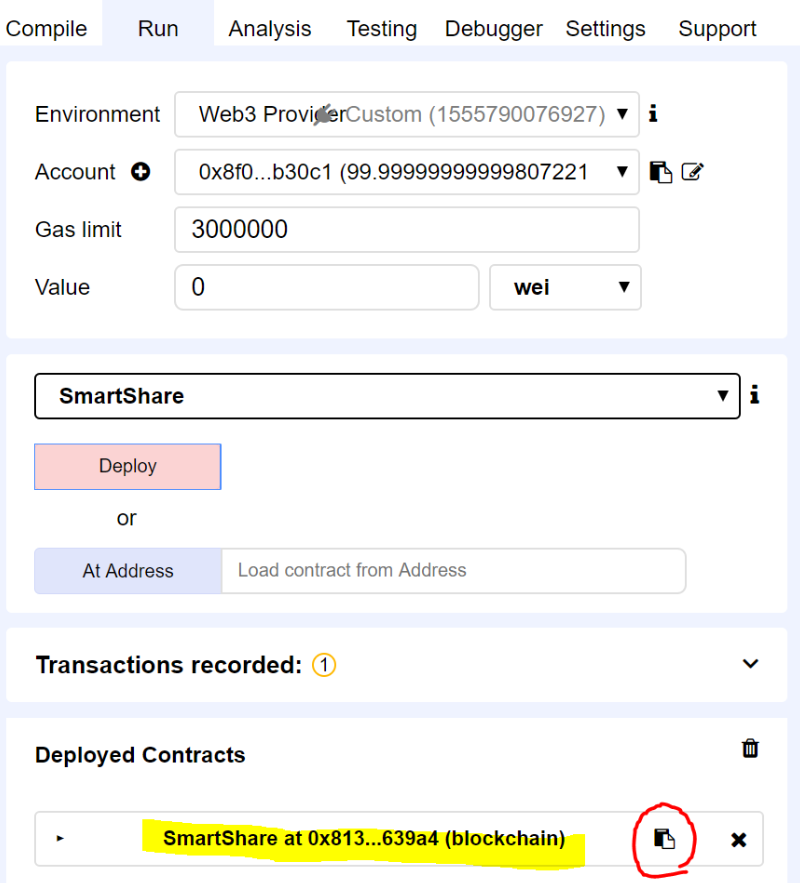 Compile Run Analysis Testing Debugger Settings Support
Environment Web3 Provider Custom (1555790076927)
Account 0x8f0...b30c1 (99.99999999999807221
Gas limit 3000000
Value 0 wei
SmartShare
Deploy
or
At Address Load contract from Address
Transactions recorded: 1
Deployed Contracts
SmartShare at 0x813...639a4 (blockchain)